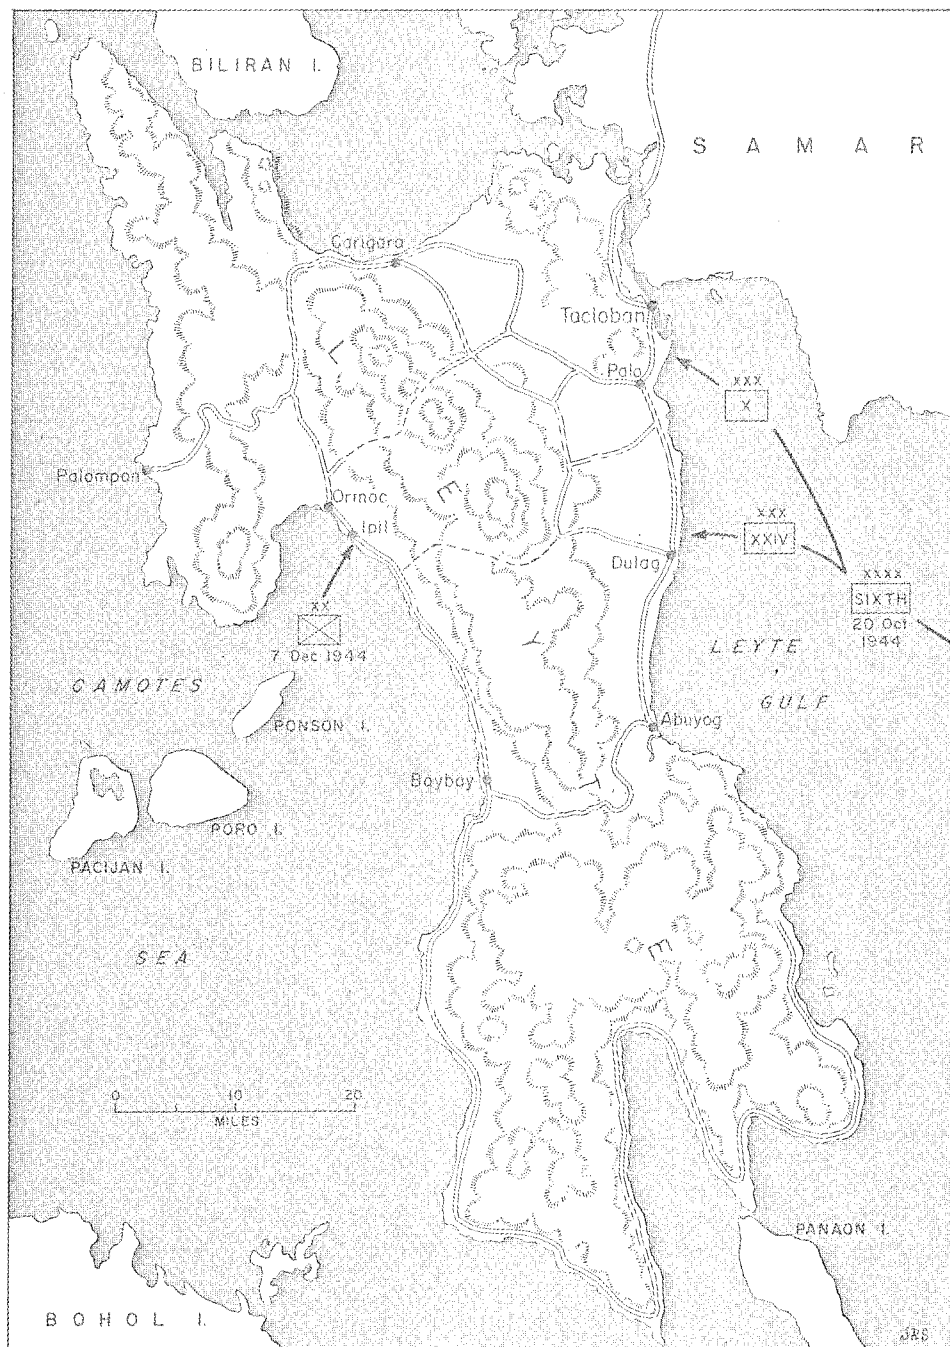 BILIRAN I.
S A M A R
Carigara
Tacloban
Palo
XXX
X
L
E
Y
T
E
Palompon
Ormoc
Ipil
XXX
XXIV
Dulag
XXXX
SIXTH
20 Oct
1944
XX
7 Dec 1944
LEYTE
GULF
CAMOTES
PONSON I.
Abuyog
Baybay
PORO I.
PACIJAN I.
SEA
0 10 20
MILES
PANAON I.
BOHOL I.
JRS